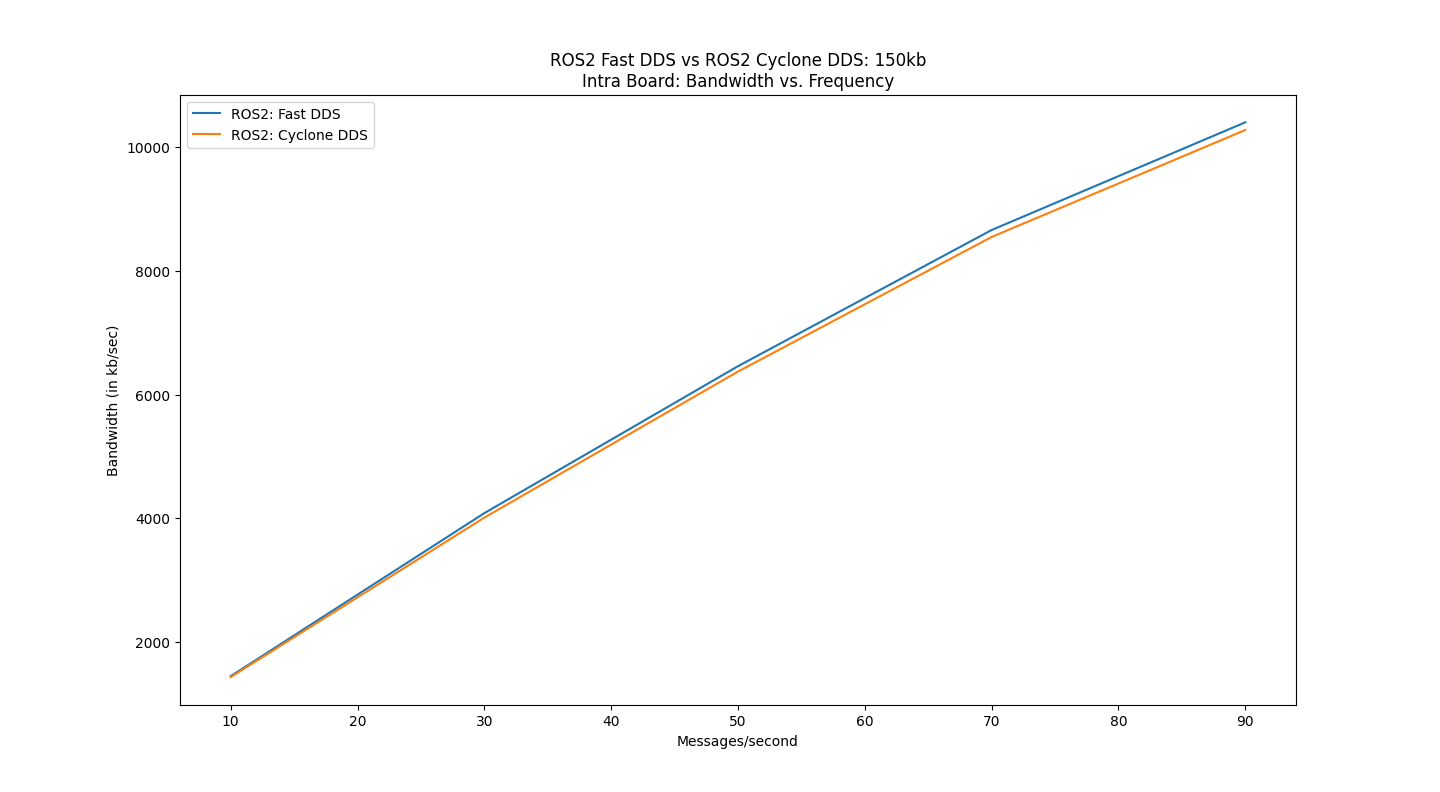 ROS2 Fast DDS vs ROS2 Cyclone DDS: 150kb
Intra Board: Bandwidth vs. Frequency
ROS2: Fast DDS
ROS2: Cyclone DDS
10000
8000
6000
4000
2000
Bandwidth (in kb/sec)
10 20 30 40 50 60 70 80 90
Messages/second